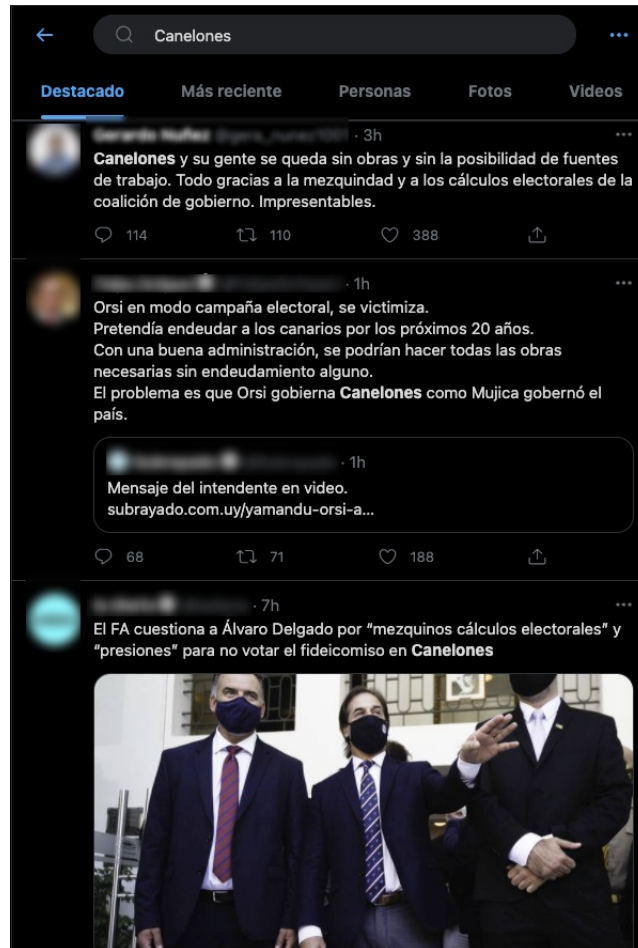 Canelones
Destacado Más reciente Personas Fotos Videos
· 3h
Canelones y su gente se queda sin obras y sin la posibilidad de fuentes
de trabajo. Todo gracias a la mezquindad y a los cálculos electorales de la
coalición de gobierno. Impresentables.
114 110 388
· 1h
Orsi en modo campaña electoral, se victimiza.
Pretendía endeudar a los canarios por los próximos 20 años.
Con una buena administración, se podrían hacer todas las obras
necesarias sin endeudamiento alguno.
El problema es que Orsi gobierna Canelones como Mujica gobernó el
país.
· 1h
Mensaje del intendente en video.
subrayado.com.uy/yamandu-orsi-a...
68 71 188
· 7h
El FA cuestiona a Álvaro Delgado por “mezquinos cálculos electorales” y
“presiones” para no votar el fideicomiso en Canelones